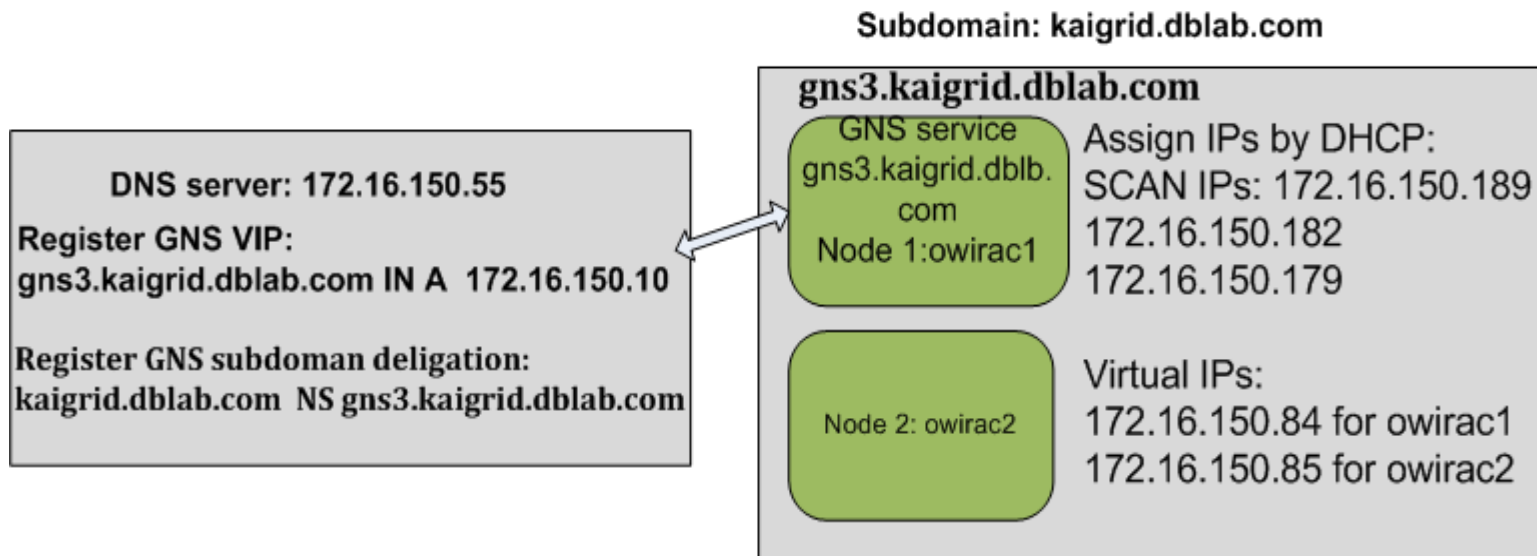 Subdomain: kaigrid.dblab.com
DNS server: 172.16.150.55
Register GNS VIP:
gns3.kaigrid.dblab.com IN A 172.16.150.10
Register GNS subdoman deligation:
kaigrid.dblab.com NS gns3.kaigrid.dblab.com
gns3.kaigrid.dblab.com
GNS service
gns3.kaigrid.dblb.
com
Node 1:owirac1
Assign IPs by DHCP:
SCAN IPs: 172.16.150.189
172.16.150.182
172.16.150.179
Node 2: owirac2
Virtual IPs:
172.16.150.84 for owirac1
172.16.150.85 for owirac2